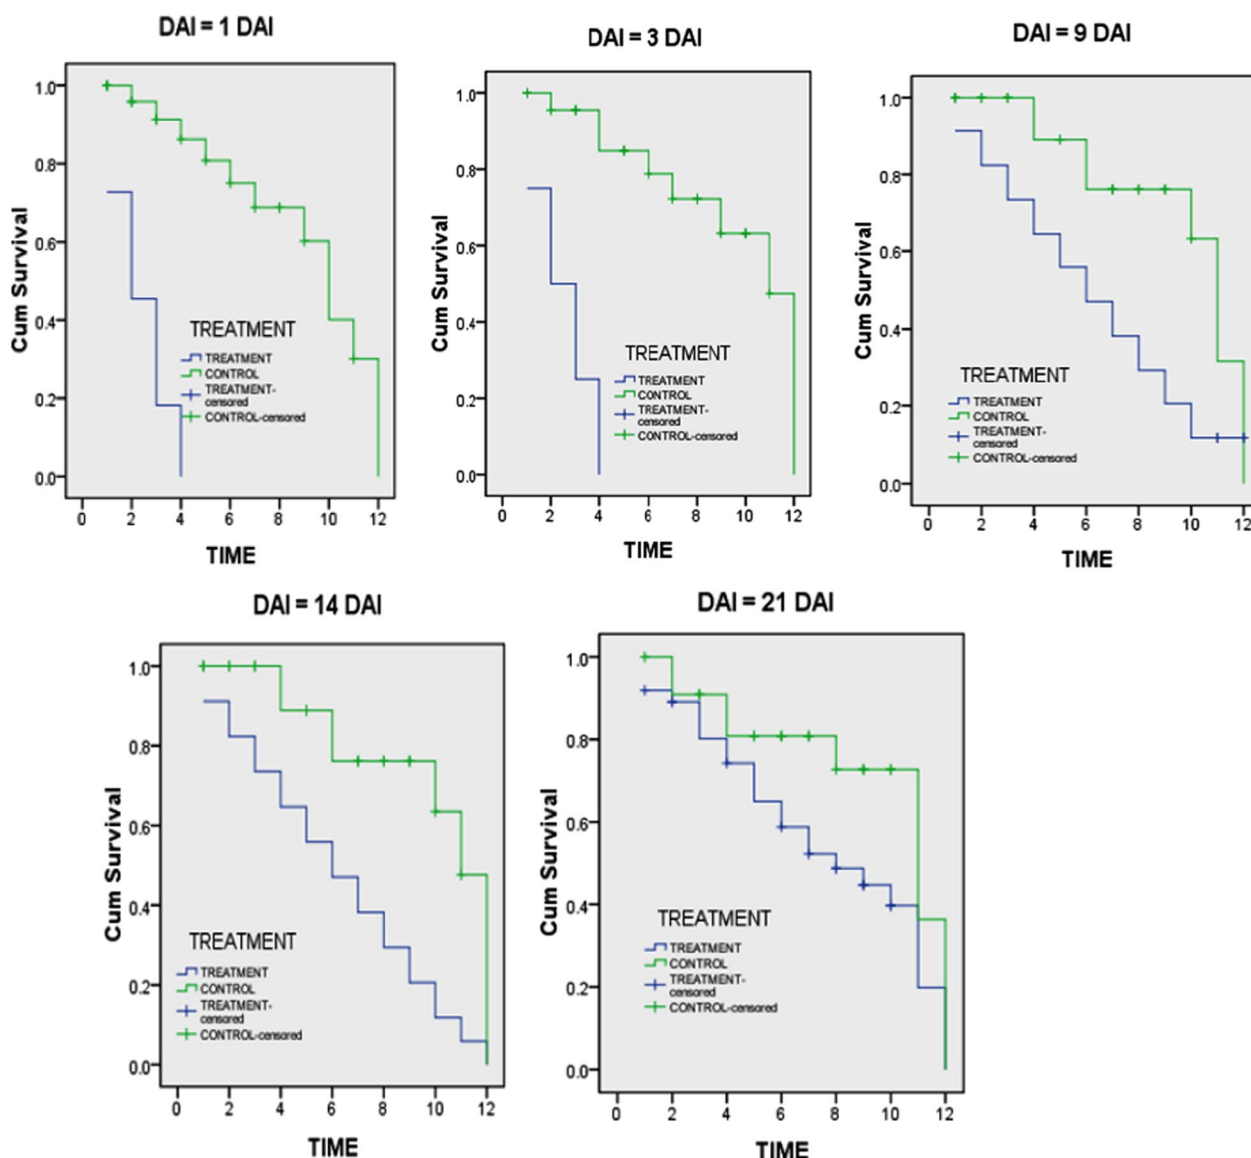 DAI = 1 DAI
Cum Survival
1.0
0.8
0.6
0.4
0.2
0.0
TREATMENT
TREATMENT
CONTROL
TREATMENT-
censored
CONTROL-censored
0 2 4 6 8 10 12
TIME
DAI = 3 DAI
Cum Survival
1.0
0.8
0.6
0.4
0.2
0.0
TREATMENT
TREATMENT
CONTROL
TREATMENT-
censored
CONTROL-censored
0 2 4 6 8 10 12
TIME
DAI = 9 DAI
Cum Survival
1.0
0.8
0.6
0.4
0.2
0.0
TREATMENT
TREATMENT
CONTROL
TREATMENT-
censored
CONTROL-censored
0 2 4 6 8 10 12
TIME
DAI = 14 DAI
Cum Survival
1.0
0.8
0.6
0.4
0.2
0.0
TREATMENT
TREATMENT
CONTROL
TREATMENT-
censored
CONTROL-censored
0 2 4 6 8 10 12
TIME
DAI = 21 DAI
Cum Survival
1.0
0.8
0.6
0.4
0.2
0.0
TREATMENT
TREATMENT
CONTROL
TREATMENT-
censored
CONTROL-censored
0 2 4 6 8 10 12
TIME